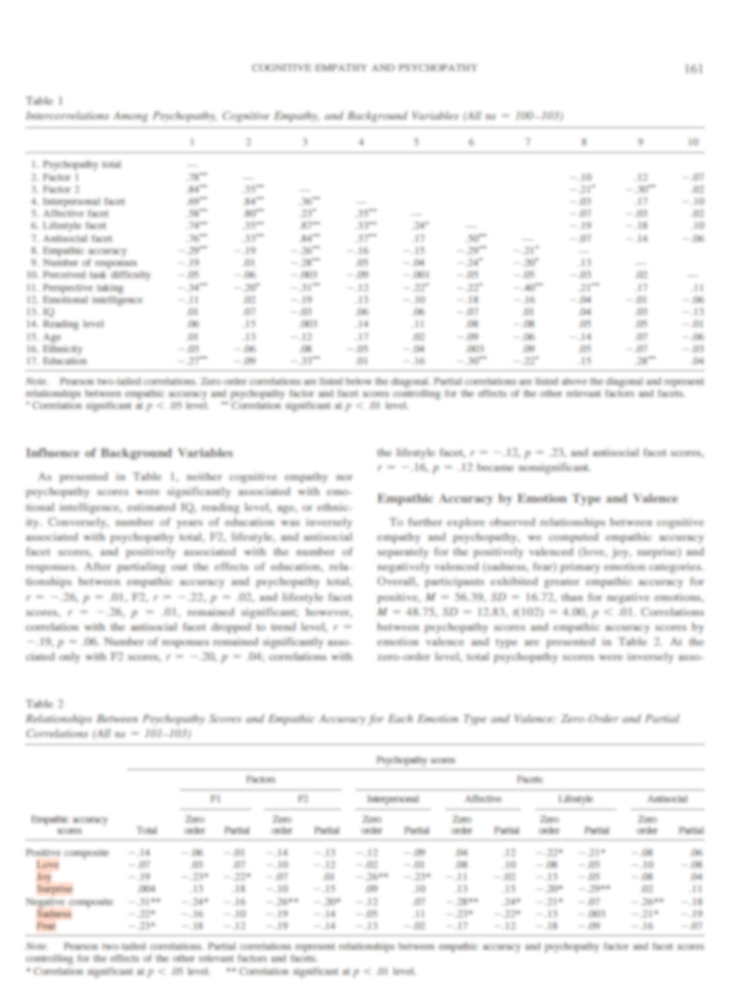 COGNITIVE EMPATHY AND PSYCHOPATHY 161
Table 1
Intercorrelations Among Psychopathy, Cognitive Empathy, and Background Variables (All ns = 100–103)
1 2 3 4 5 6 7 8 9 10
1. Psychopathy total —
2. Factor 1 .78** — −.10 .12 −.07
3. Factor 2 .84** .35** — −.21* −.30** .02
4. Interpersonal facet .69** .84** .36** — −.03 .17 −.10
5. Affective facet .58** .80** .23* .35** — −.07 −.03 .02
6. Lifestyle facet .74** .35** .87** .33** .24* — −.19 −.18 .10
7. Antisocial facet .76** .33** .84** .37** .17 .50** — −.07 −.14 −.06
8. Empathic accuracy −.29** −.19 −.26** −.16 −.15 −.29** −.21* —
9. Number of responses −.19 .01 −.28** .05 −.04 −.24* −.20* .13 —
10. Perceived task difficulty −.05 −.06 −.003 −.09 −.001 −.05 −.05 −.03 .02 —
11. Perspective taking −.34** −.20* −.31** −.12 −.22* −.22* −.40** .21** .17 .11
12. Emotional intelligence −.11 .02 −.19 .13 −.10 −.18 −.16 −.04 −.01 −.06
13. IQ .01 .07 −.03 .06 .06 −.07 .01 .04 .03 −.13
14. Reading level .06 .15 .003 .14 .11 .08 −.08 .05 .05 −.01
15. Age .01 .13 −.12 .17 .02 −.09 −.06 −.14 .07 −.06
16. Ethnicity −.03 −.06 .08 −.05 −.04 .003 .09 .05 −.07 −.03
17. Education −.27** −.09 −.33** .01 −.16 −.30** −.22* .15 .28** .04
Note. Pearson two-tailed correlations. Zero order correlations are listed below the diagonal. Partial correlations are listed above the diagonal and represent
relationships between empathic accuracy and psychopathy factor and facet scores controlling for the effects of the other relevant factors and facets.
* Correlation significant at p < .05 level. ** Correlation significant at p < .01 level.
Influence of Background Variables
As presented in Table 1, neither cognitive empathy nor
psychopathy scores were significantly associated with emo-
tional intelligence, estimated IQ, reading level, age, or ethnic-
ity. Conversely, number of years of education was inversely
associated with psychopathy total, F2, lifestyle, and antisocial
facet scores, and positively associated with the number of
responses. After partialing out the effects of education, rela-
tionships between empathic accuracy and psychopathy total,
r = −.26, p = .01, F2, r = −.22, p = .02, and lifestyle facet
scores, r = −.26, p = .01, remained significant; however,
correlation with the antisocial facet dropped to trend level, r =
−.19, p = .06. Number of responses remained significantly asso-
ciated only with F2 scores, r = −.20, p = .04; correlations with
the lifestyle facet, r = −.12, p = .23, and antisocial facet scores,
r = −.16, p = .12 became nonsignificant.
Empathic Accuracy by Emotion Type and Valence
To further explore observed relationships between cognitive
empathy and psychopathy, we computed empathic accuracy
separately for the positively valenced (love, joy, surprise) and
negatively valenced (sadness, fear) primary emotion categories.
Overall, participants exhibited greater empathic accuracy for
positive, M = 56.39, SD = 16.72, than for negative emotions,
M = 48.75, SD = 12.83, t(102) = 4.00, p < .01. Correlations
between psychopathy scores and empathic accuracy scores by
emotion valence and type are presented in Table 2. At the
zero-order level, total psychopathy scores were inversely asso-
Table 2
Relationships Between Psychopathy Scores and Empathic Accuracy for Each Emotion Type and Valence: Zero-Order and Partial
Correlations (All ns = 101–103)
Psychopathy scores
Factors Facets
F1 F2 Interpersonal Affective Lifestyle Antisocial
Empathic accuracy Zero Zero Zero Zero Zero Zero
scores Total order Partial order Partial order Partial order Partial order Partial order Partial
Positive composite −.14 −.06 −.01 −.14 −.13 −.12 −.09 .04 .12 −.22* −.21* −.08 .06
Love −.07 .03 .07 −.10 −.12 −.02 −.01 .08 .10 −.08 −.05 −.10 −.08
Joy −.19 −.23* −.22* −.07 .01 −.26** −.23* −.11 −.02 −.13 −.05 −.08 .04
Surprise .004 .13 .18 −.10 −.15 .09 .10 .13 .15 −.20* −.29** .02 .11
Negative composite −.31** −.24* −.16 −.26** −.20* −.12 .07 −.28** .24* −.21* −.07 −.26** −.18
Sadness −.22* −.16 −.10 −.19 −.14 −.05 .11 −.23* −.22* −.13 −.003 −.21* −.19
Fear −.23* −.18 −.12 −.19 −.14 −.13 −.02 −.17 −.12 −.18 −.09 −.16 −.07
Note. Pearson two-tailed correlations. Partial correlations represent relationships between empathic accuracy and psychopathy factor and facet scores
controlling for the effects of the other relevant factors and facets.
* Correlation significant at p < .05 level. ** Correlation significant at p < .01 level.